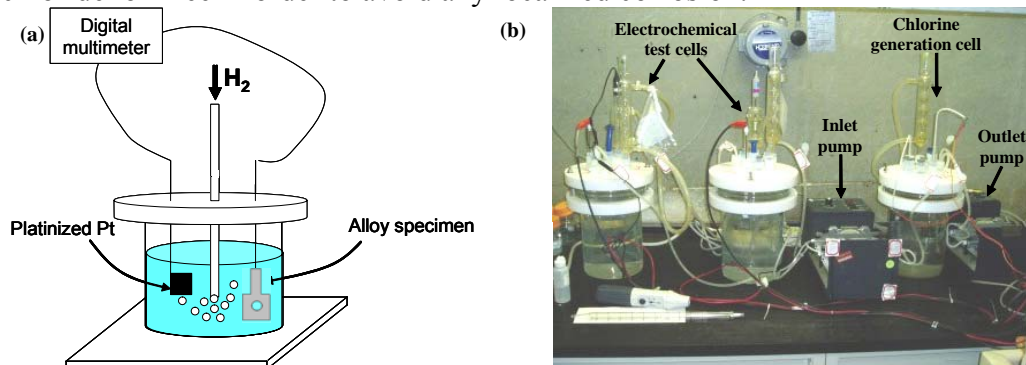 (a)
Digital
multimeter
H₂
Platinized Pt
Alloy specimen
(b)
Electrochemical
test cells
Chlorine
generation cell
Inlet
pump
Outlet
pump